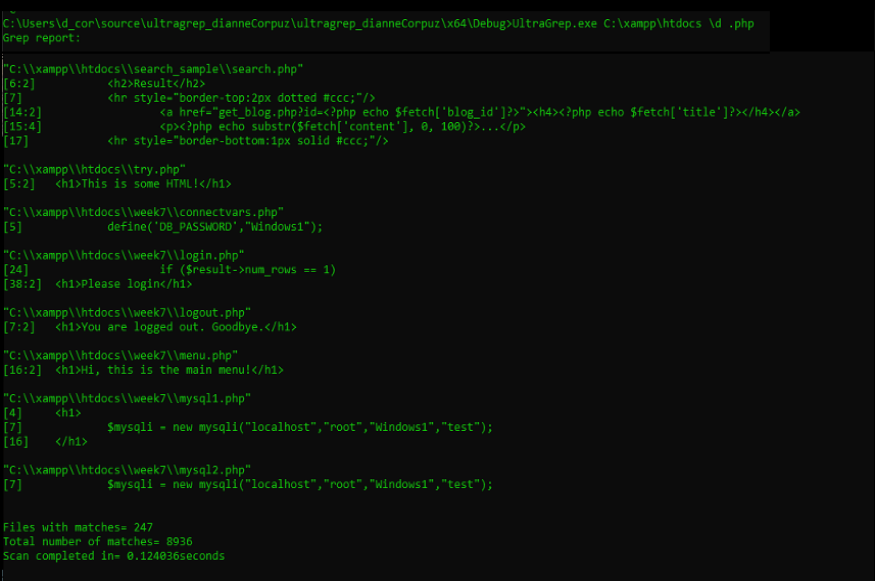 C:\Users\d_cor\source\ultragrep_dianneCorpuz\ultragrep_dianneCorpuz\x64\Debug>UltraGrep.exe C:\xampp\htdocs \d .php
Grep report:
"C:\\xampp\\htdocs\\search_sample\\search.php"
[6:2] <h2>Result</h2>
[7] <hr style="border-top:2px dotted #ccc;"/>
[14:2] <a href="get_blog.php?id=<?php echo $fetch['blog_id']?>"><h4><?php echo $fetch['title']?></h4></a>
[15:4] <p><?php echo substr($fetch['content'], 0, 100)?>...</p>
[17] <hr style="border-bottom:1px solid #ccc;"/>
"C:\\xampp\\htdocs\\try.php"
[5:2] <h1>This is some HTML!</h1>
"C:\\xampp\\htdocs\\week7\\connectvars.php"
[5] define('DB_PASSWORD',"Windows1");
"C:\\xampp\\htdocs\\week7\\login.php"
[24] if ($result->num_rows == 1)
[38:2] <h1>Please login</h1>
"C:\\xampp\\htdocs\\week7\\logout.php"
[7:2] <h1>You are logged out. Goodbye.</h1>
"C:\\xampp\\htdocs\\week7\\menu.php"
[16:2] <h1>Hi, this is the main menu!</h1>
"C:\\xampp\\htdocs\\week7\\mysql1.php"
[4] <h1>
[7] $mysqli = new mysqli("localhost","root","Windows1","test");
[16] </h1>
"C:\\xampp\\htdocs\\week7\\mysql2.php"
[7] $mysqli = new mysqli("localhost","root","Windows1","test");
Files with matches= 247
Total number of matches= 8936
Scan completed in= 0.124036seconds